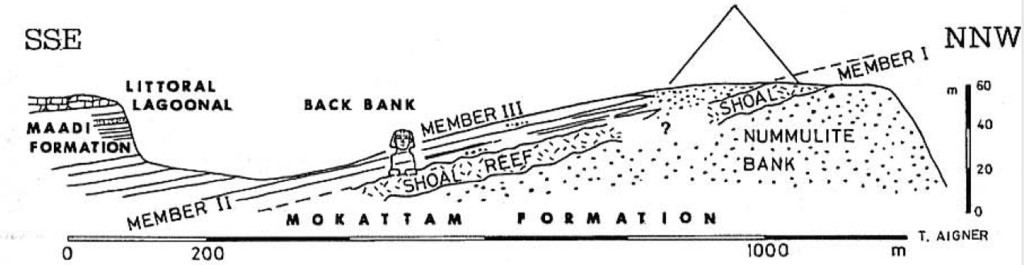 SSE
NNW
LITTORAL
LAGOONAL
BACK BANK
MAADI
FORMATION
MEMBER III
MEMBER I
SHOAL
?
NUMMULITE
BANK
SHOAL REEF
MEMBER II
MOKATTAM FORMATION
m
60
40
20
0
T. AIGNER
0
200
1000
m